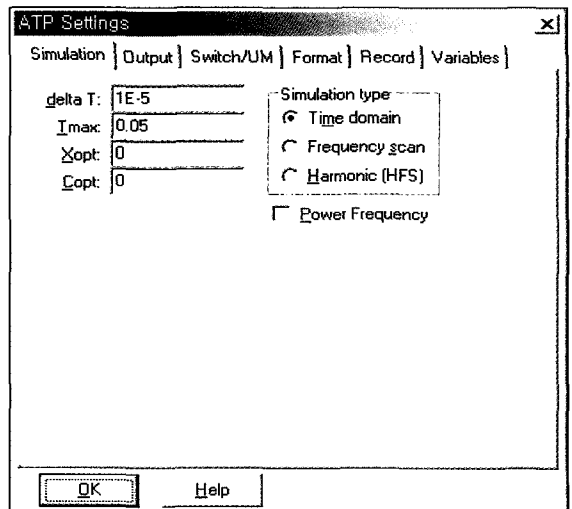 ATP Settings
Simulation Output Switch/UM Format Record Variables
delta T: 1E-5
Tmax: 0.05
Xopt: 0
Copt: 0
Simulation type
Time domain
Frequency scan
Harmonic (HFS)
Power Frequency
OK Help